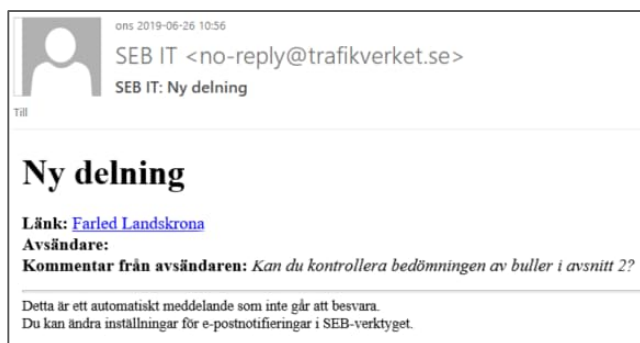 ons 2019-06-26 10:56
SEB IT <no-reply@trafikverket.se>
SEB IT: Ny delning
Till
Ny delning
Länk: Farled Landskrona
Avsändare:
Kommentar från avsändaren: Kan du kontrollera bedömningen av buller i avsnitt 2?
Detta är ett automatiskt meddelande som inte går att besvara.
Du kan ändra inställningar för e-postnotifieringar i SEB-verktyget.